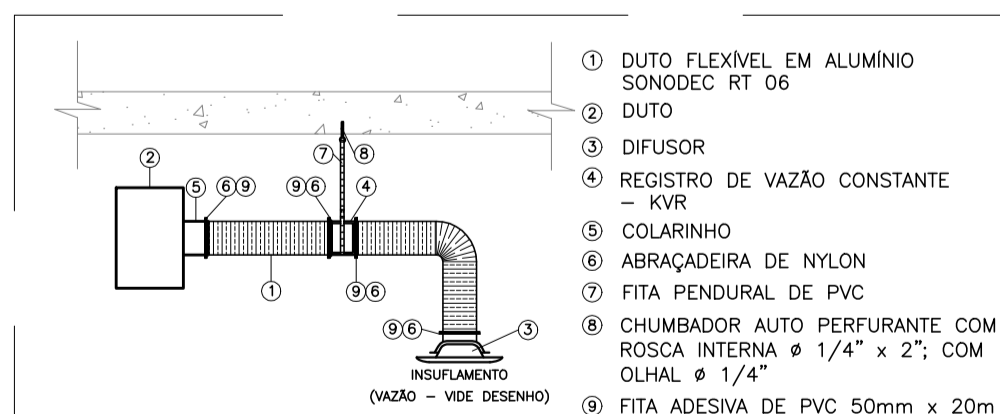 ① DUTO FLEXÍVEL EM ALUMÍNIO
SONODEC RT 06
② DUTO
③ DIFUSOR
④ REGISTRO DE VAZÃO CONSTANTE
– KVR
⑤ COLARINHO
⑥ ABRAÇADEIRA DE NYLON
⑦ FITA PENDURAL DE PVC
⑧ CHUMBADOR AUTO PERFURANTE COM
ROSCA INTERNA ø 1/4" x 2"; COM
OLHAL ø 1/4"
⑨ FITA ADESIVA DE PVC 50mm x 20m
② ⑦ ⑧
⑤ ⑥⑨ ⑨⑥ ④
① ⑨⑥
⑨⑥ ③
INSUFLAMENTO
(VAZÃO – VIDE DESENHO)